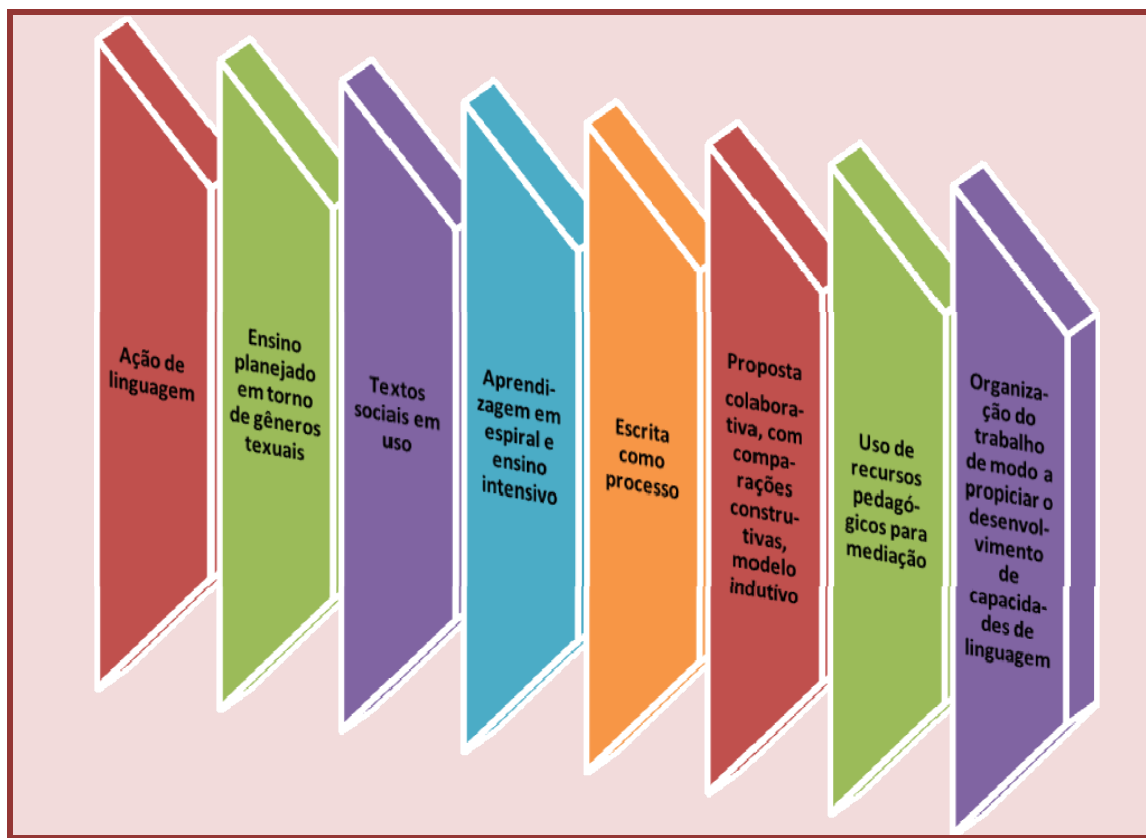 Ação de
linguagem
Ensino
planejado
em torno
de gêneros
texuais
Textos
sociais em
uso
Aprendi-
zagem em
espiral e
ensino
intensivo
Escrita
como
processo
Proposta
colabora-
tiva, com
compa-
rações
constru-
tivas,
modelo
indutivo
Uso de
recursos
pedagó-
gicos para
mediação
Organiza-
ção do
trabalho
de modo a
propiciar o
desenvol-
vimento
de
capacida-
des de
linguagem